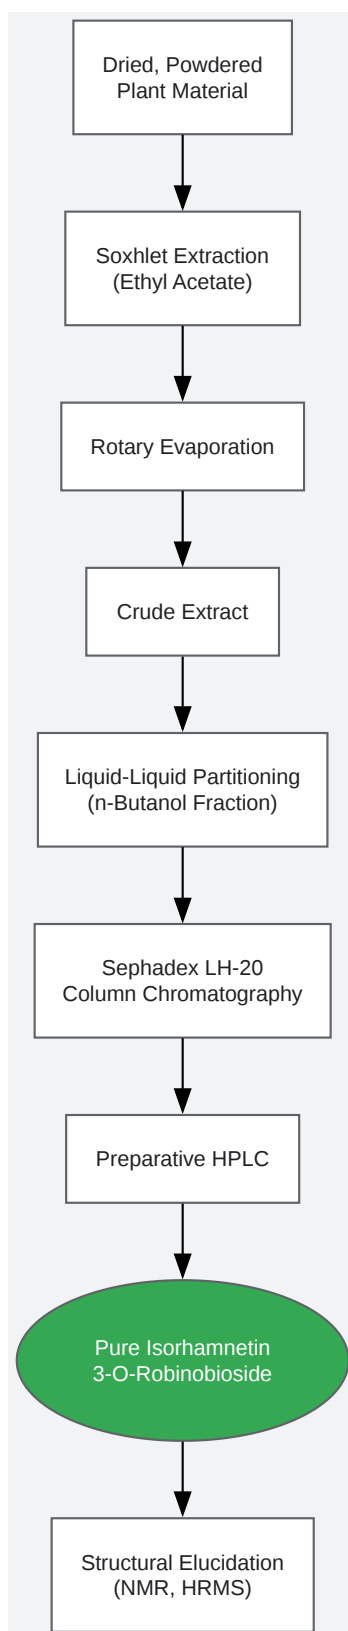 Dried, Powdered
Plant Material
Soxhlet Extraction
(Ethyl Acetate)
Rotary Evaporation
Crude Extract
Liquid-Liquid Partitioning
(n-Butanol Fraction)
Sephadex LH-20
Column Chromatography
Preparative HPLC
Pure Isorhamnetin
3-O-Robinobioside
Structural Elucidation
(NMR, HRMS)